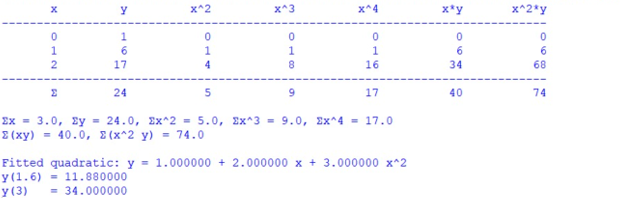 x y x^2 x^3 x^4 x*y x^2*y
--------------------------------------------------------------------------------
0 1 0 0 0 0 0
1 6 1 1 1 6 6
2 17 4 8 16 34 68
--------------------------------------------------------------------------------
Σ 24 5 9 17 40 74
Σx = 3.0, Σy = 24.0, Σx^2 = 5.0, Σx^3 = 9.0, Σx^4 = 17.0
Σ(xy) = 40.0, Σ(x^2 y) = 74.0
Fitted quadratic: y = 1.000000 + 2.000000 x + 3.000000 x^2
y(1.6) = 11.880000
y(3) = 34.000000